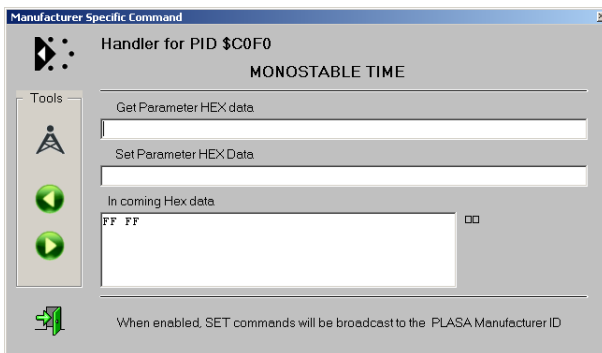 Manufacturer Specific Command
Handler for PID $C0F0
MONOSTABLE TIME
Tools
Get Parameter HEX data
Set Parameter HEX Data
In coming Hex data
FF FF
When enabled, SET commands will be broadcast to the PLASA Manufacturer ID